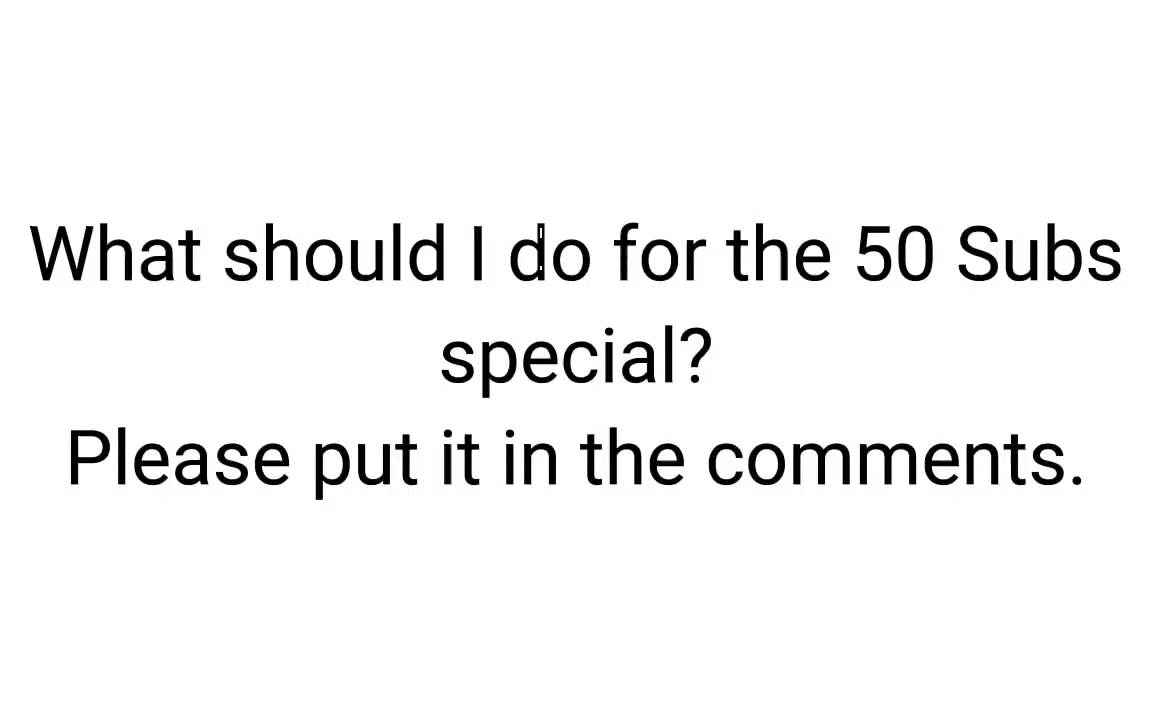 What should I do for the 50 Subs
special?
Please put it in the comments.